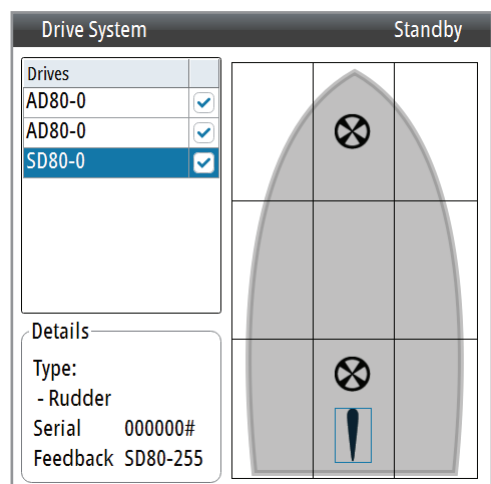 Drive System Standby
Drives
AD80-0
AD80-0
SD80-0
Details
Type:
- Rudder
Serial 000000#
Feedback SD80-255